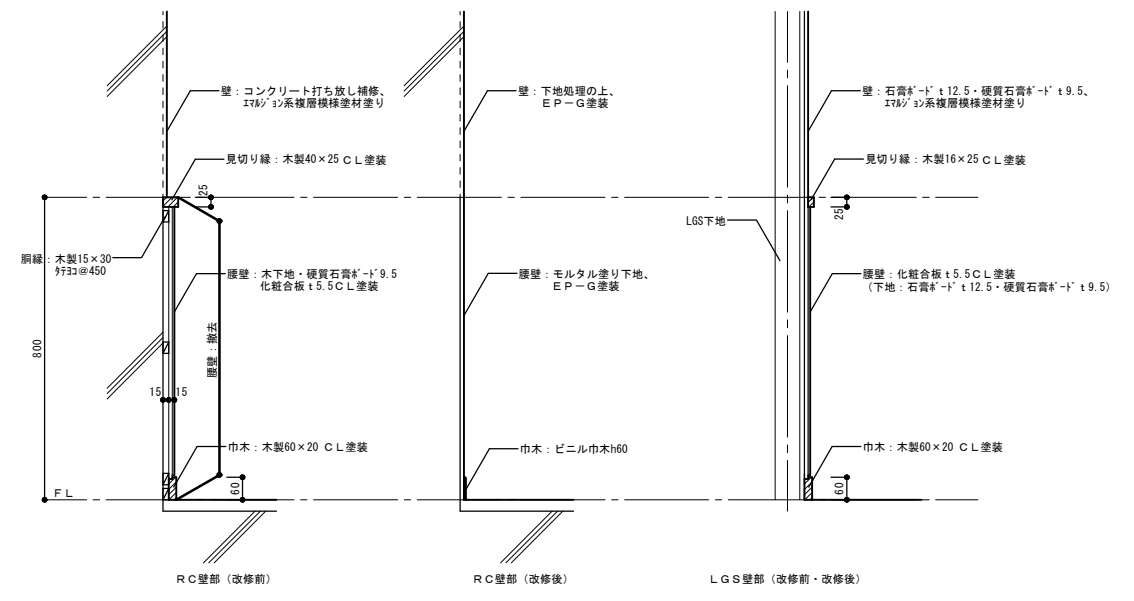 壁：コンクリート打ち放し補修、
ｴﾏﾙｼﾞｮﾝ系複層模様塗材塗り
見切り縁：木製40×25ＣＬ塗装
25
胴縁：木製15×30
ﾀﾃﾖｺ@450
腰壁：木下地・硬質石膏ﾎﾞｰﾄﾞ9.5
化粧合板ｔ5.5ＣＬ塗装
800
腰壁：撤去
15
15
巾木：木製60×20 ＣＬ塗装
ＦＬ
60
ＲＣ壁部（改修前）
壁：下地処理の上、
ＥＰ－Ｇ塗装
腰壁：モルタル塗り下地、
ＥＰ－Ｇ塗装
巾木：ビニル巾木h60
ＲＣ壁部（改修後）
壁：石膏ﾎﾞｰﾄﾞｔ12.5・硬質石膏ﾎﾞｰﾄﾞｔ9.5、
ｴﾏﾙｼﾞｮﾝ系複層模様塗材塗り
見切り縁：木製16×25ＣＬ塗装
25
LGS下地
腰壁：化粧合板ｔ5.5ＣＬ塗装
（下地：石膏ﾎﾞｰﾄﾞｔ12.5・硬質石膏ﾎﾞｰﾄﾞｔ9.5）
巾木：木製60×20 ＣＬ塗装
60
ＬＧＳ壁部（改修前・改修後）